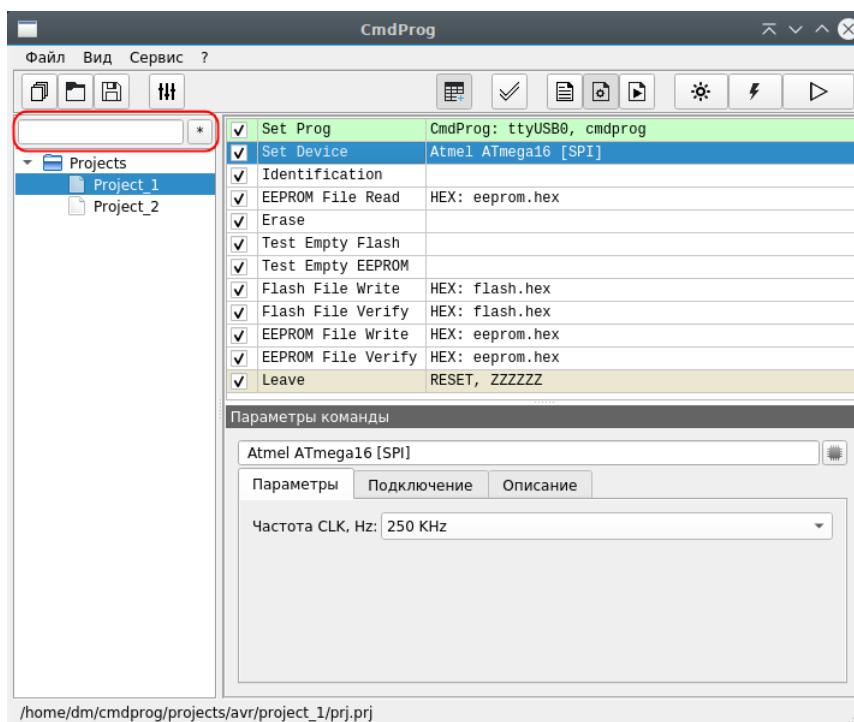 CmdProg
Файл Вид Сервис ?
*
Projects
Project_1
Project_2
Set Prog CmdProg: ttyUSB0, cmdprog
Set Device Atmel ATmega16 [SPI]
Identification
EEPROM File Read HEX: eeprom.hex
Erase
Test Empty Flash
Test Empty EEPROM
Flash File Write HEX: flash.hex
Flash File Verify HEX: flash.hex
EEPROM File Write HEX: eeprom.hex
EEPROM File Verify HEX: eeprom.hex
Leave RESET, ZZZZZZ
Параметры команды
Atmel ATmega16 [SPI]
Параметры Подключение Описание
Частота CLK, Hz: 250 KHz
/home/dm/cmdprog/projects/avr/project_1/prj.prj